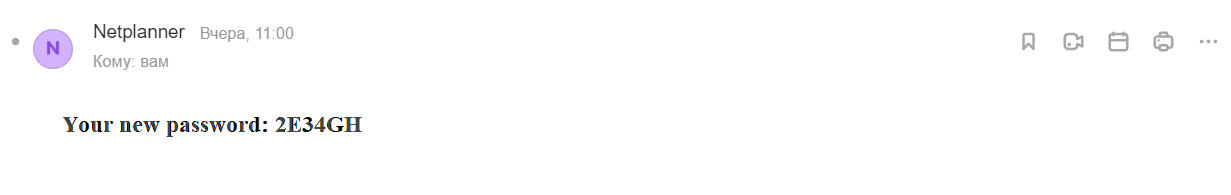 Netplanner Вчера, 11:00
N
Кому: вам
Your new password: 2E34GH